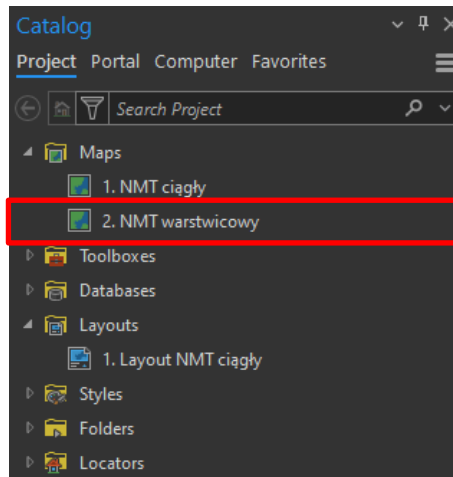 Catalog
Project Portal Computer Favorites
Search Project
Maps
1. NMT ciągły
2. NMT warstwicowy
Toolboxes
Databases
Layouts
1. Layout NMT ciągły
Styles
Folders
Locators